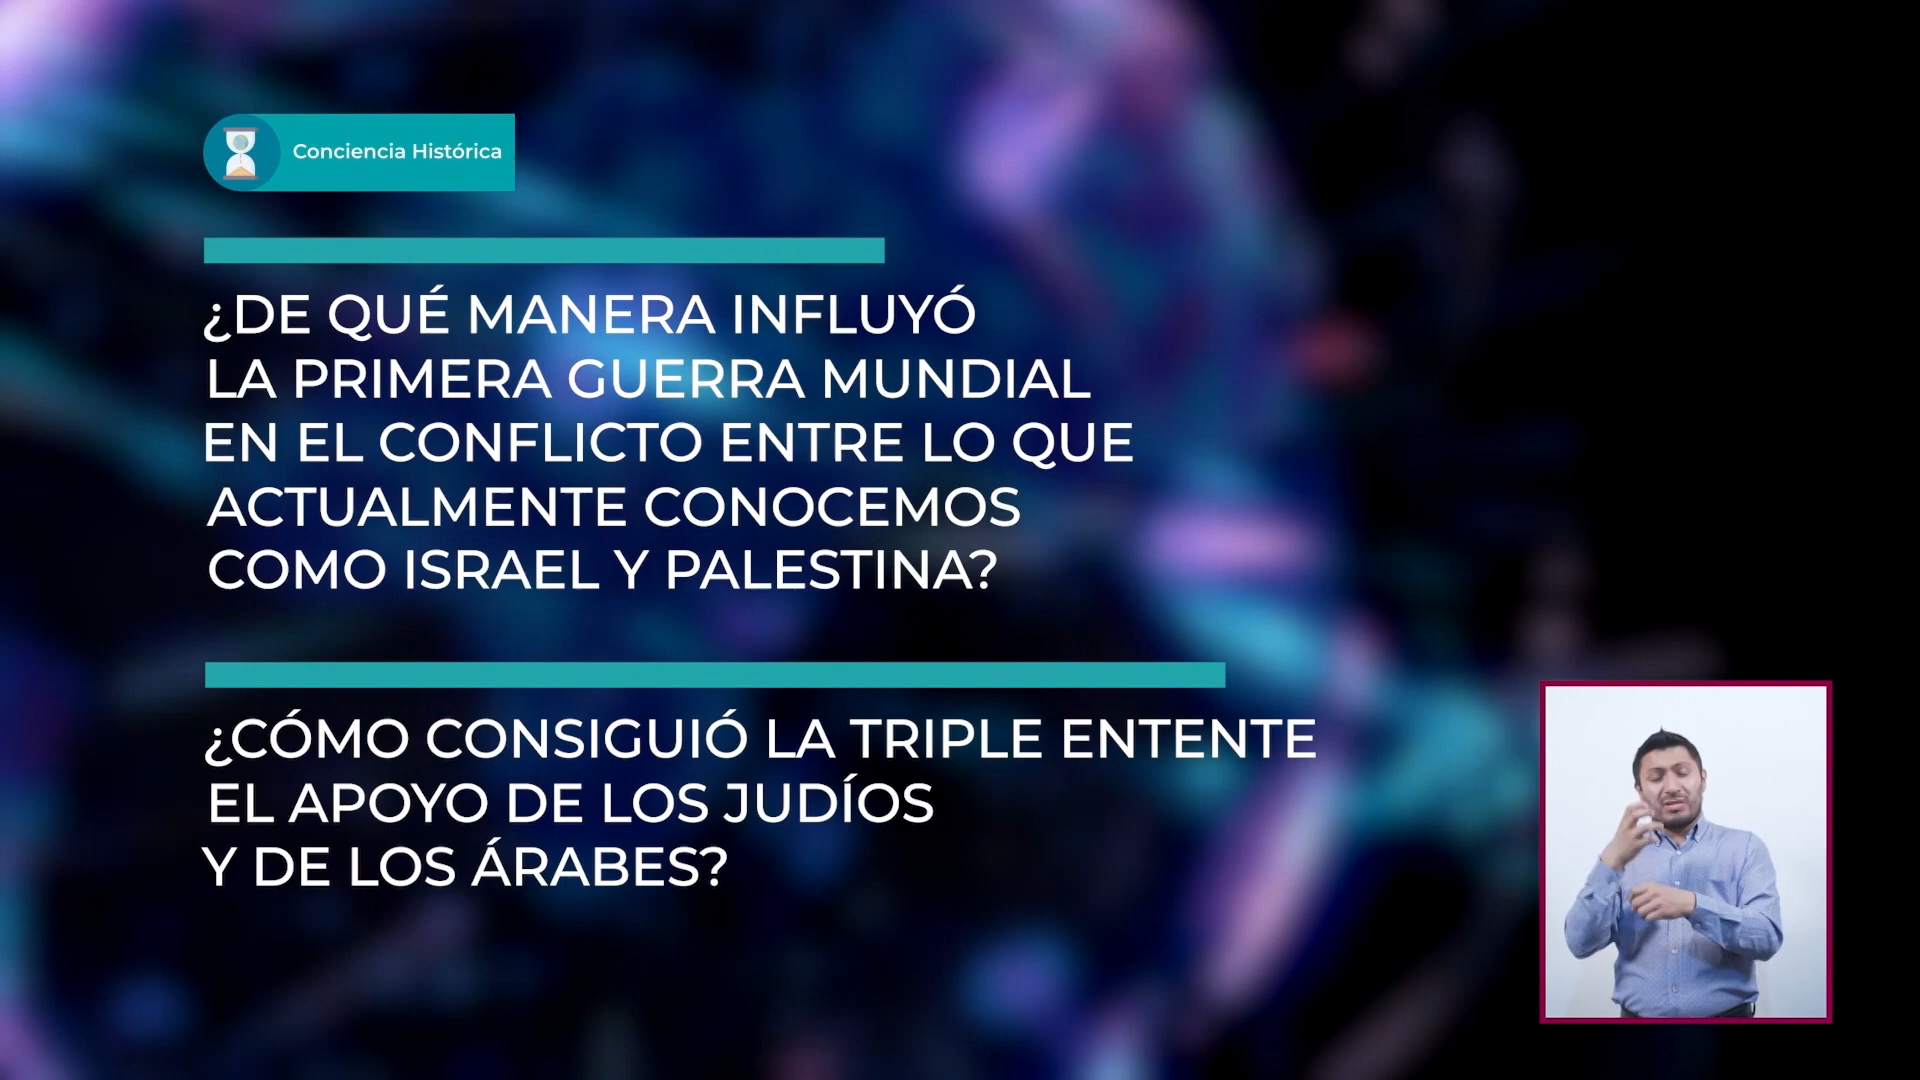 Conciencia Histórica
¿DE QUÉ MANERA INFLUYÓ
LA PRIMERA GUERRA MUNDIAL
EN EL CONFLICTO ENTRE LO QUE
ACTUALMENTE CONOCEMOS
COMO ISRAEL Y PALESTINA?
¿CÓMO CONSIGUIÓ LA TRIPLE ENTENTE
EL APOYO DE LOS JUDÍOS
Y DE LOS ÁRABES?